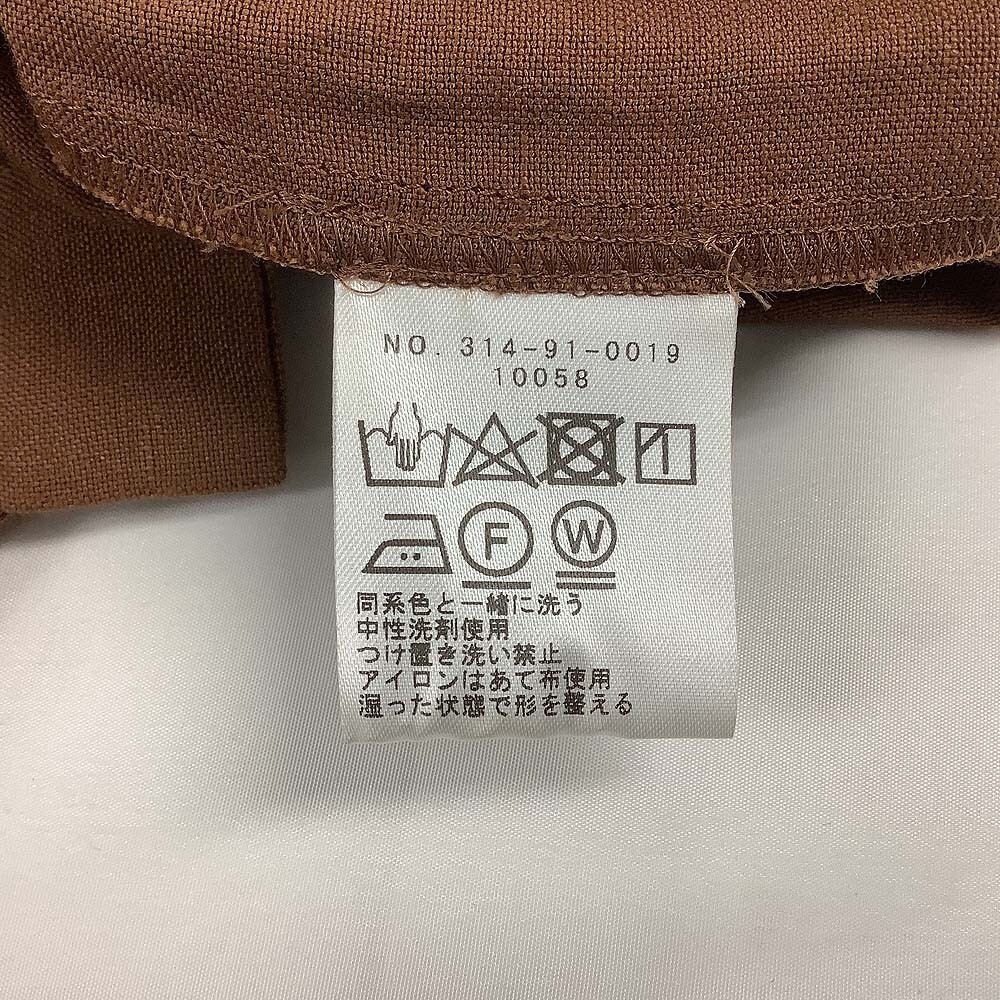 NO. 314-91-0019
10058
F W
同系色と一緒に洗う
中性洗剤使用
つけ置き洗い禁止
アイロンはあて布使用
湿った状態で形を整える